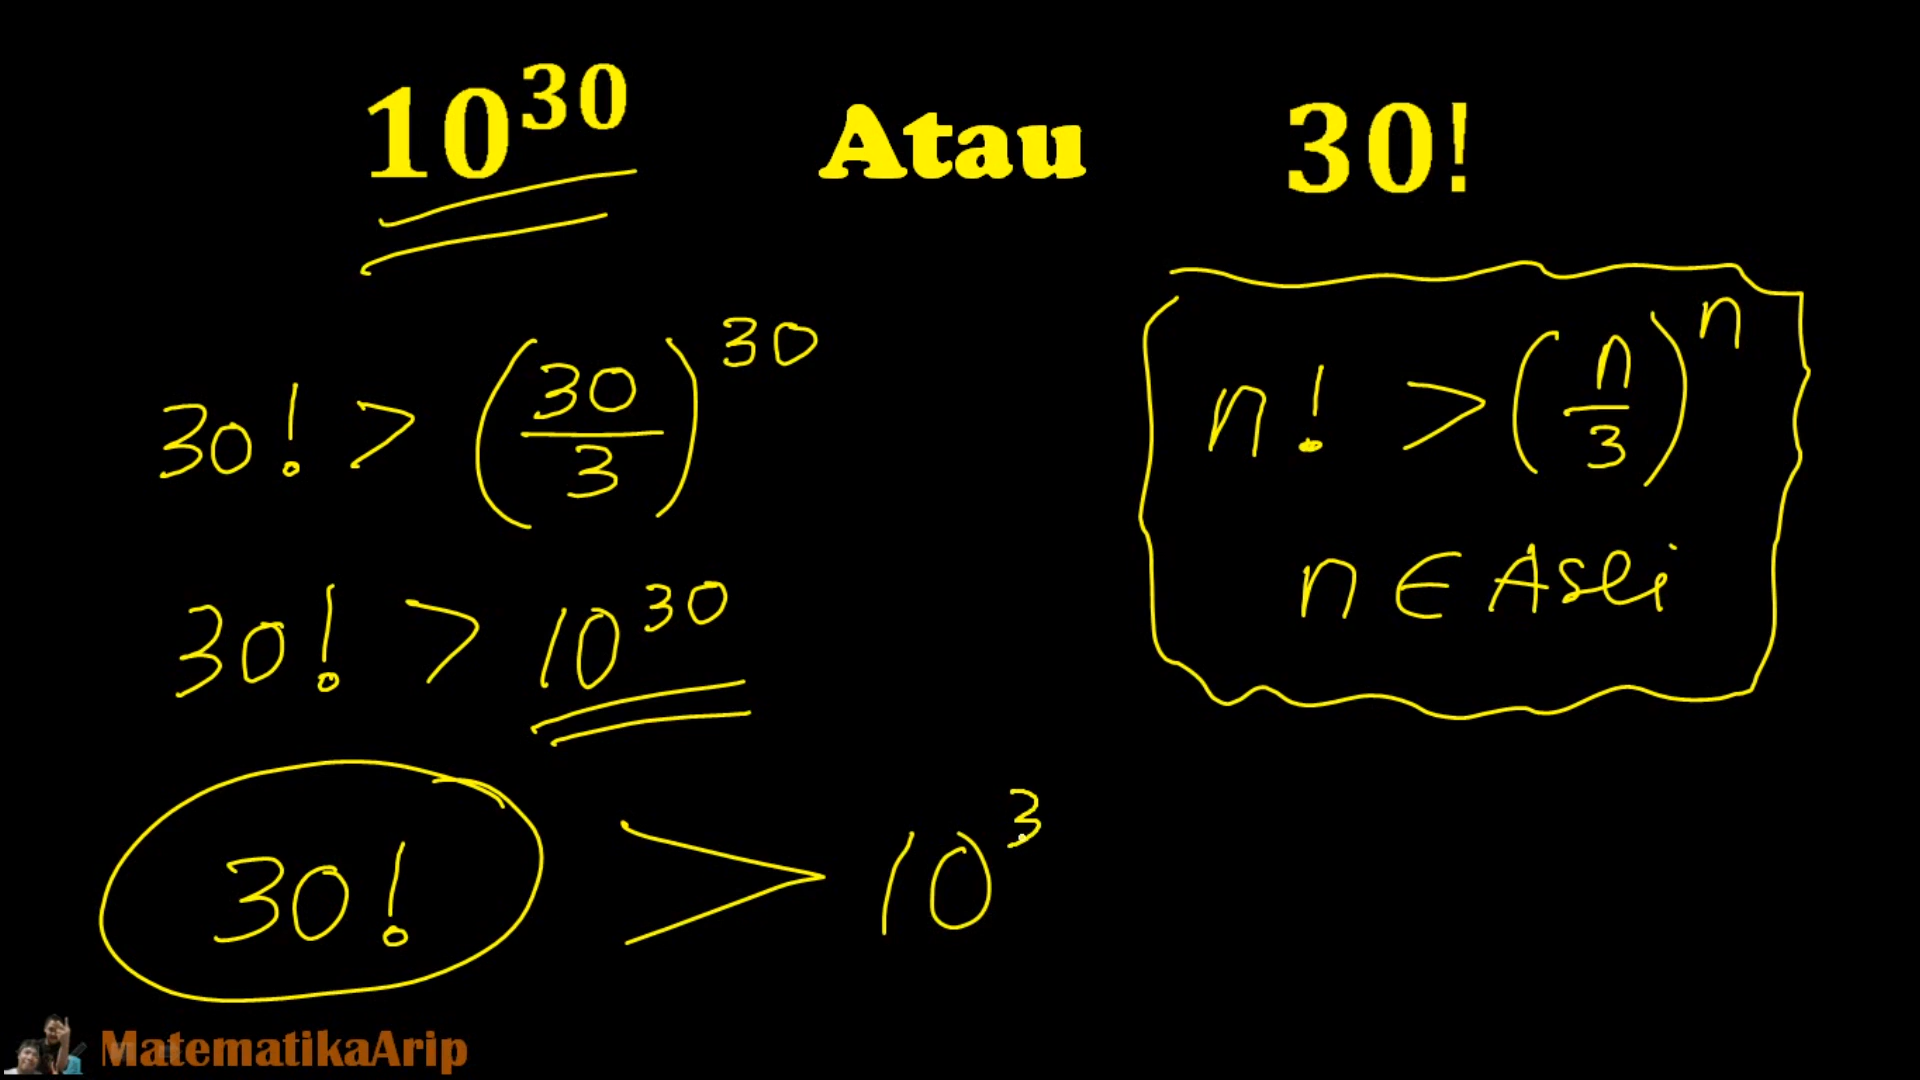 10^30 Atau 30!
30! > (30/3)^30
n! > (n/3)^n
n ∈ Asli
30! > 10^30
30! > 10^3
MatematikaArip